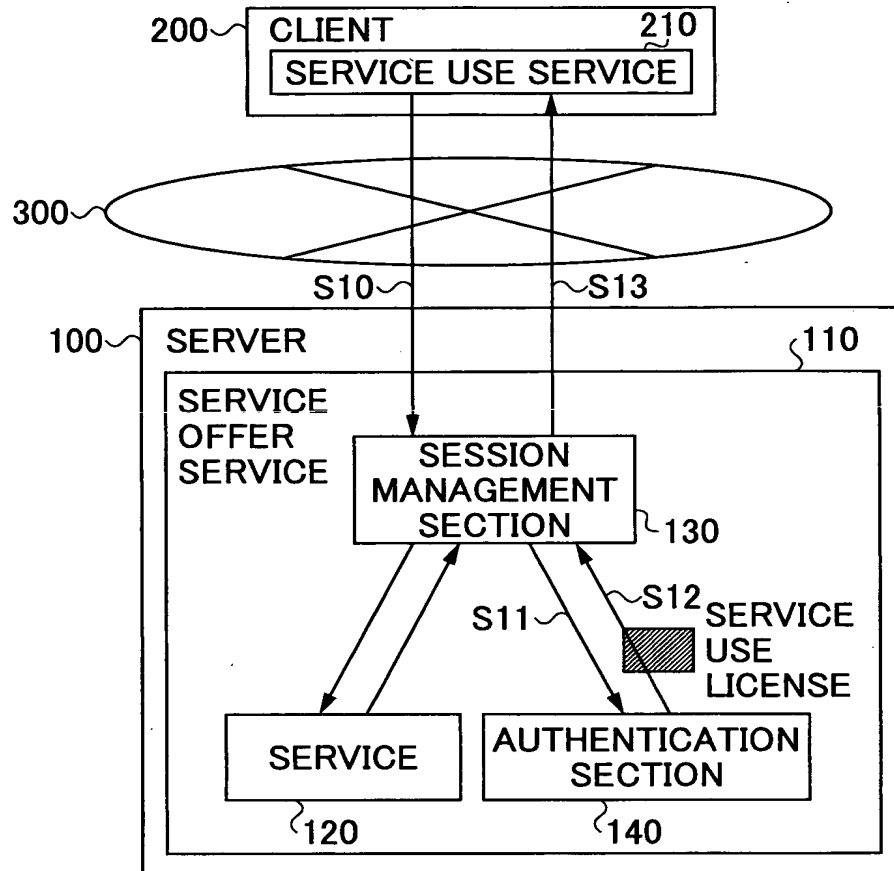 200
CLIENT
210
SERVICE USE SERVICE
300
S10
S13
100
SERVER
110
SERVICE
OFFER
SERVICE
SESSION
MANAGEMENT
SECTION
130
S11
S12
SERVICE
USE
LICENSE
SERVICE
AUTHENTICATION
SECTION
120
140